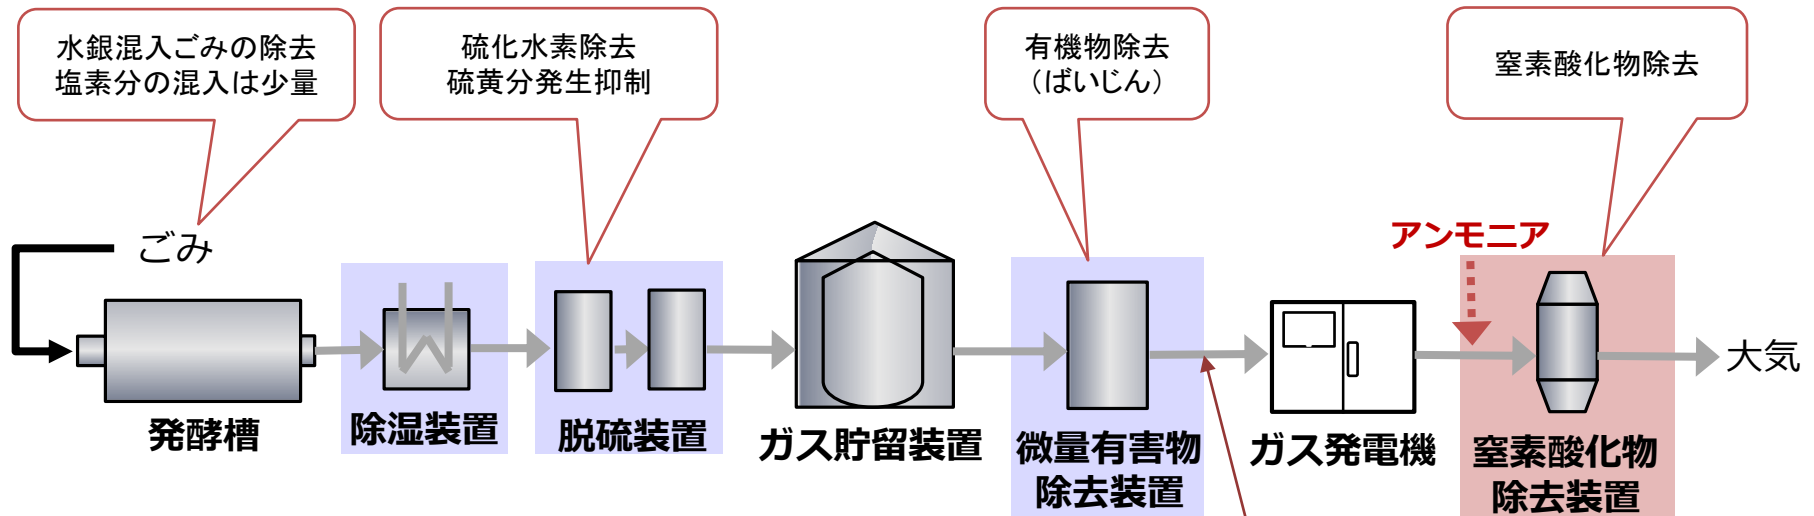 水銀混入ごみの除去
塩素分の混入は少量
硫化水素除去
硫黄分発生抑制
有機物除去
（ばいじん）
窒素酸化物除去
ごみ
アンモニア
大気
発酵槽
除湿装置
脱硫装置
ガス貯留装置
微量有害物
除去装置
ガス発電機
窒素酸化物
除去装置